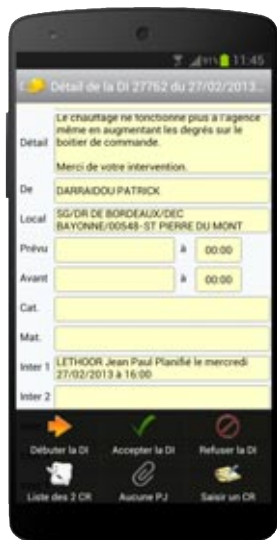 11:45
Détail de la DI 27752 du 27/02/2013...
Le chauffage ne fonctionne plus à l'agence
même en augmentant les degrés sur le
boitier de commande.
Détail
Merci de votre intervention.
De DARRAIDOU PATRICK
Local SG/DR DE BORDEAUX/DEC
BAYONNE/00548-ST PIERRE DU MONT
Prévu à 00:00
Avant à 00:00
Cat.
Mat.
Inter 1 LETHOOR Jean Paul Planifié le mercredi
27/02/2013 à 16:00
Inter 2
Débuter la DI Accepter la DI Refuser la DI
Liste des 2 CR Aucune PJ Saisir un CR